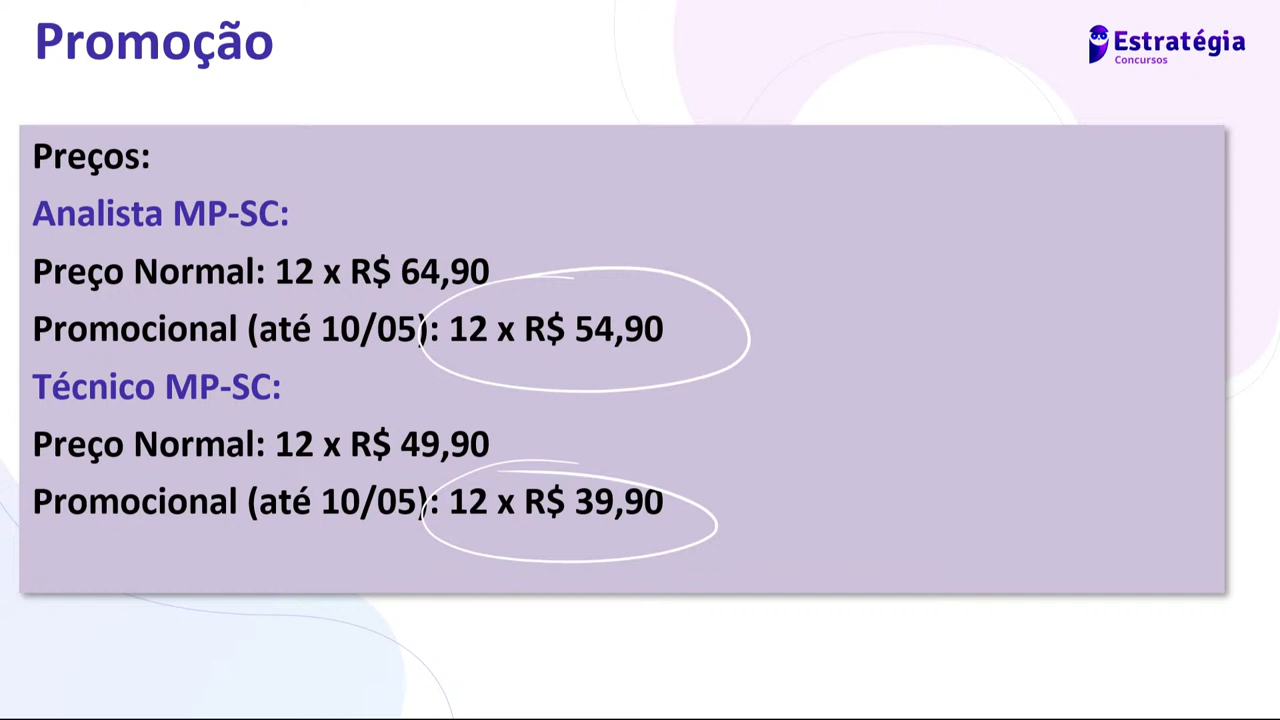 Promoção
Estratégia
Concursos
Preços:
Analista MP-SC:
Preço Normal: 12 x R$ 64,90
Promocional (até 10/05): 12 x R$ 54,90
Técnico MP-SC:
Preço Normal: 12 x R$ 49,90
Promocional (até 10/05): 12 x R$ 39,90